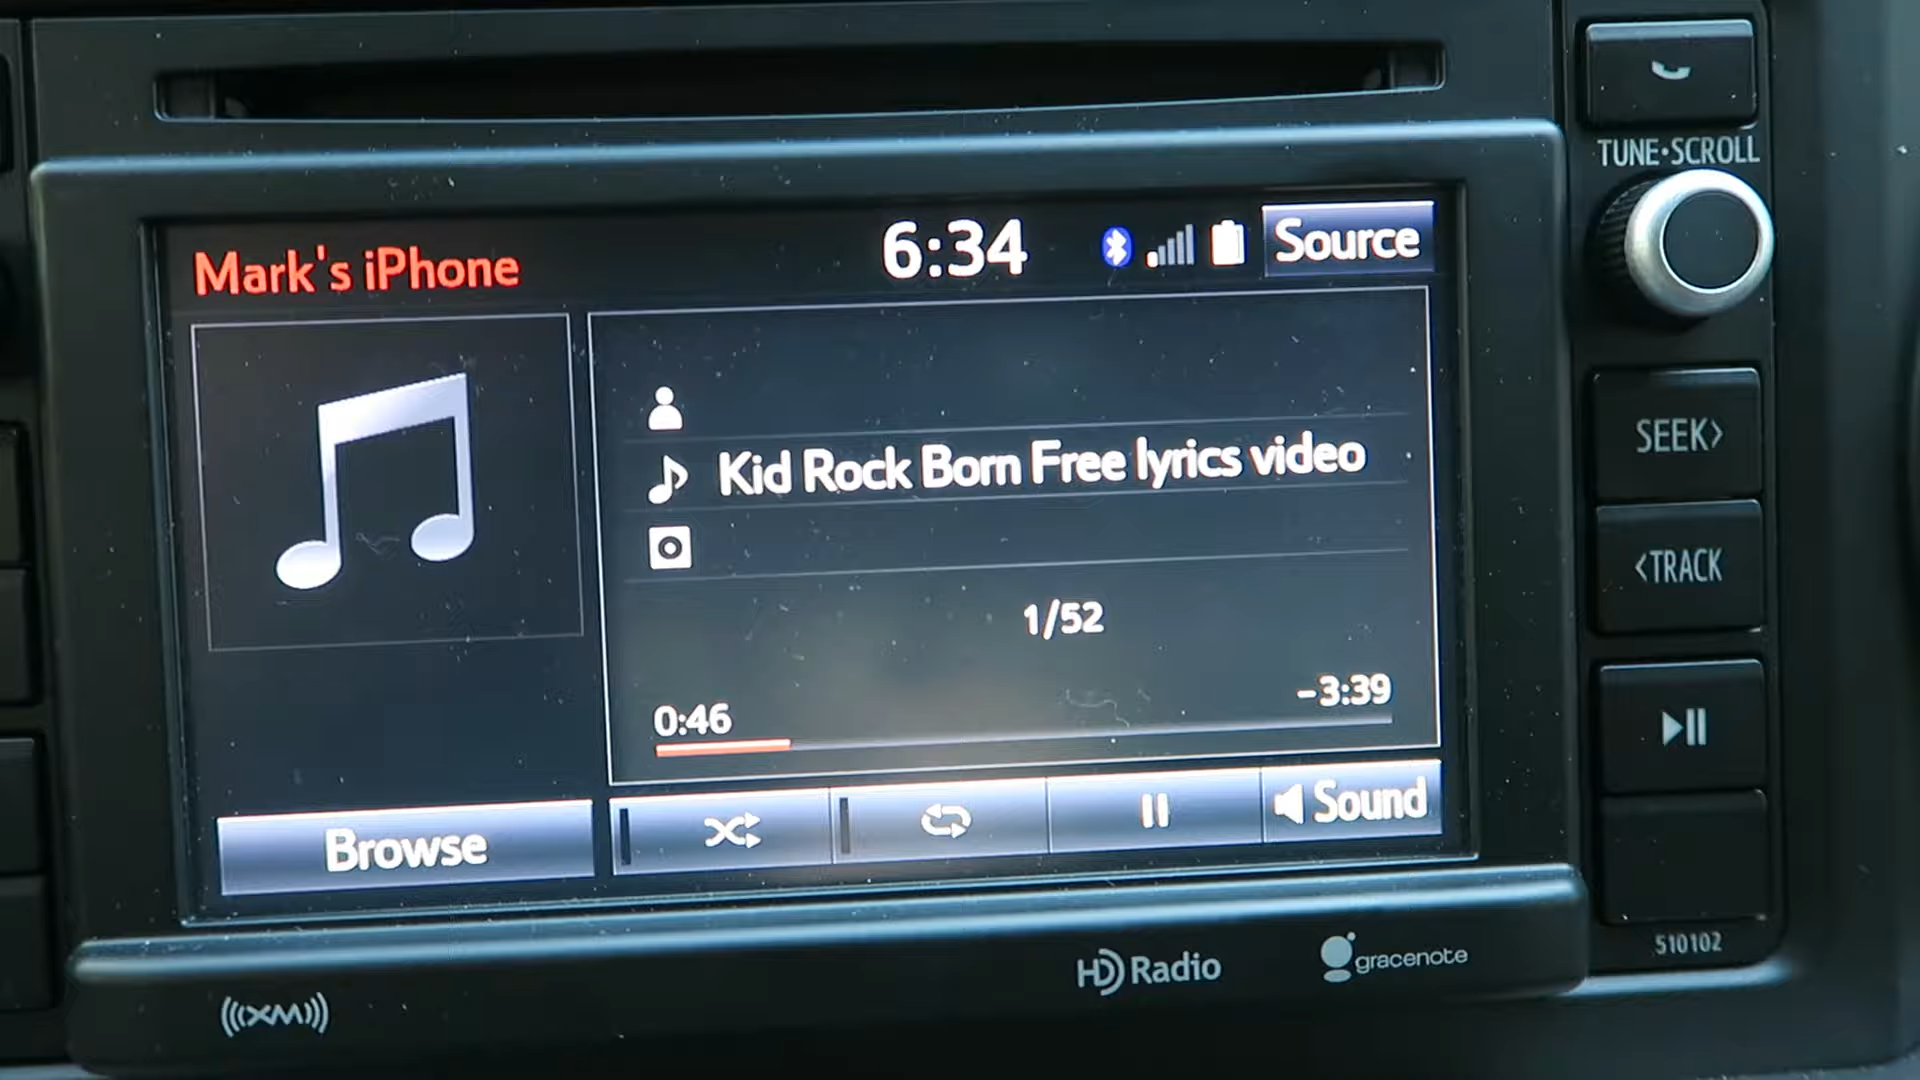 TUNE•SCROLL
Mark's iPhone
6:34
Source
Kid Rock Born Free lyrics video
SEEK>
<TRACK
1/52
0:46
-3:39
Browse
Sound
510102
HD Radio
gracenote
((XM))